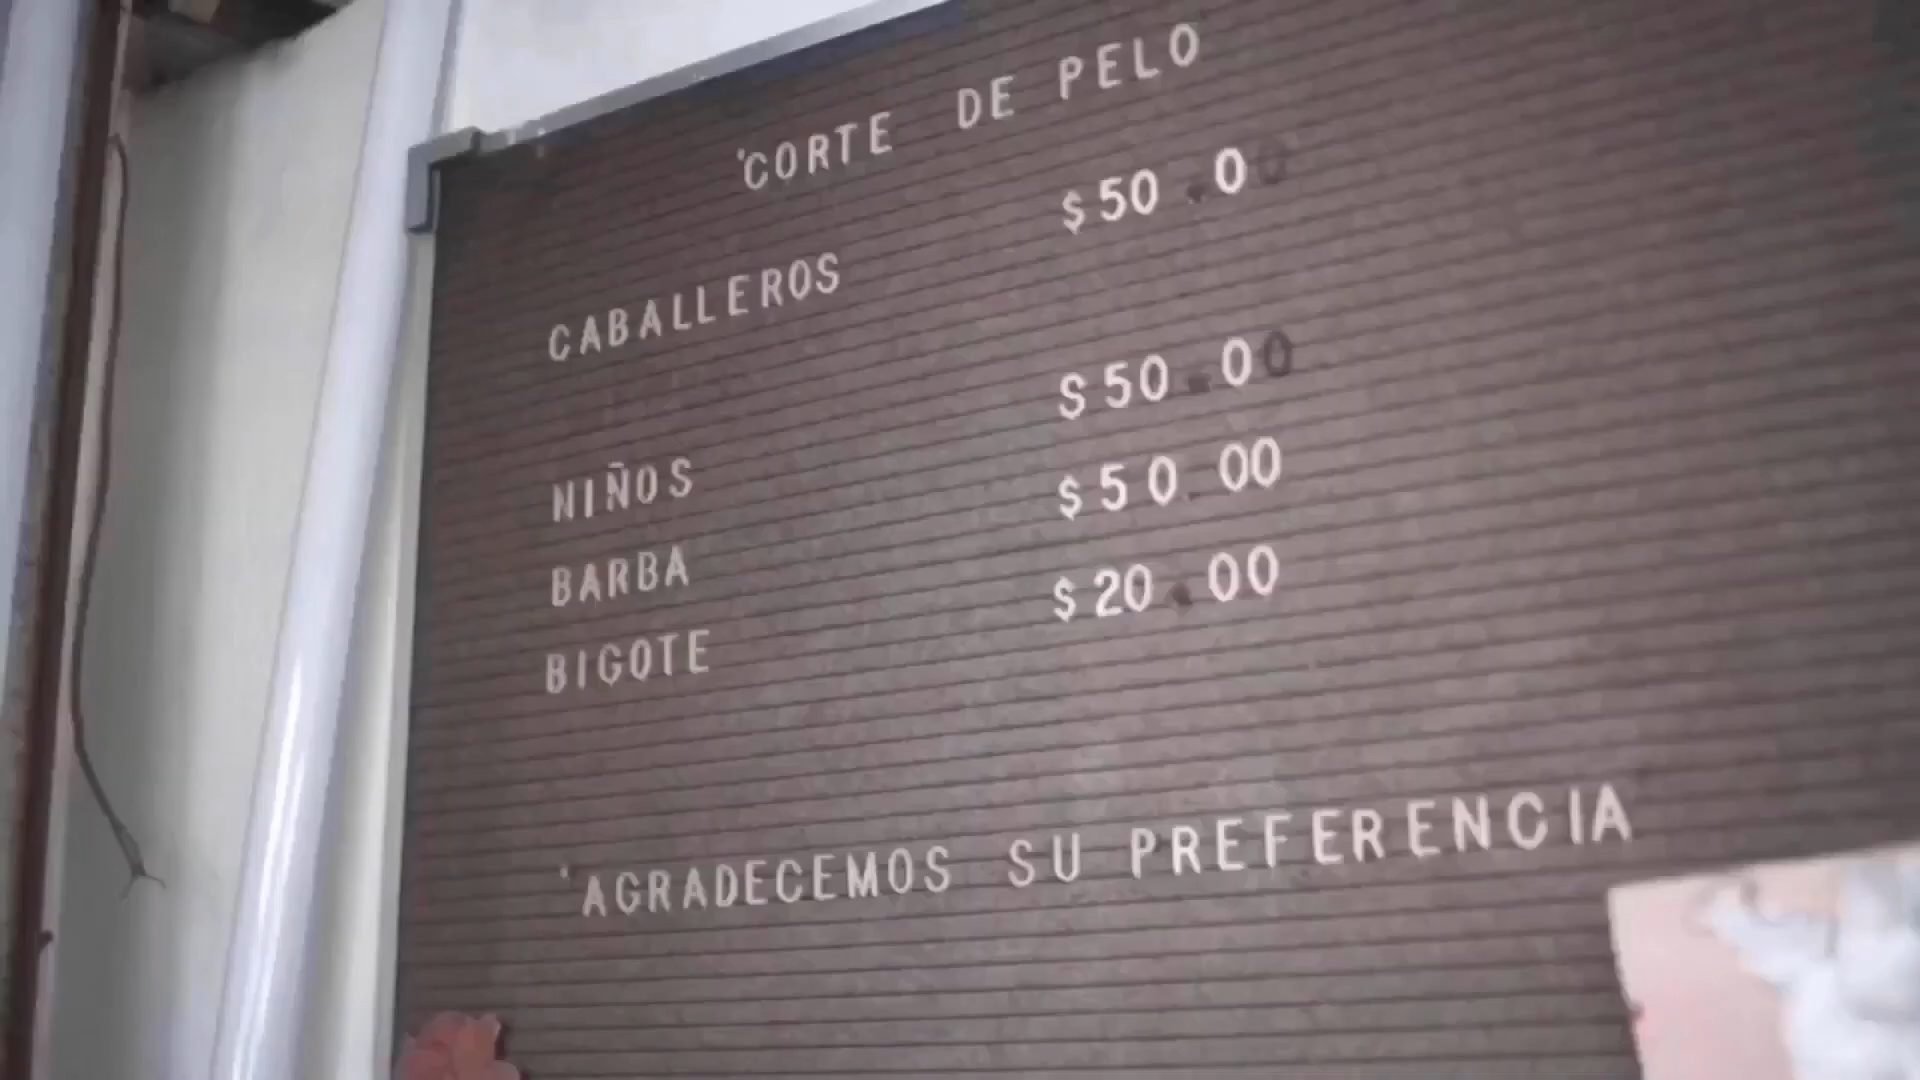 'CORTE DE PELO
CABALLEROS $50.00
NIÑOS $50.00
BARBA $50.00
BIGOTE $20.00
'AGRADECEMOS SU PREFERENCIA